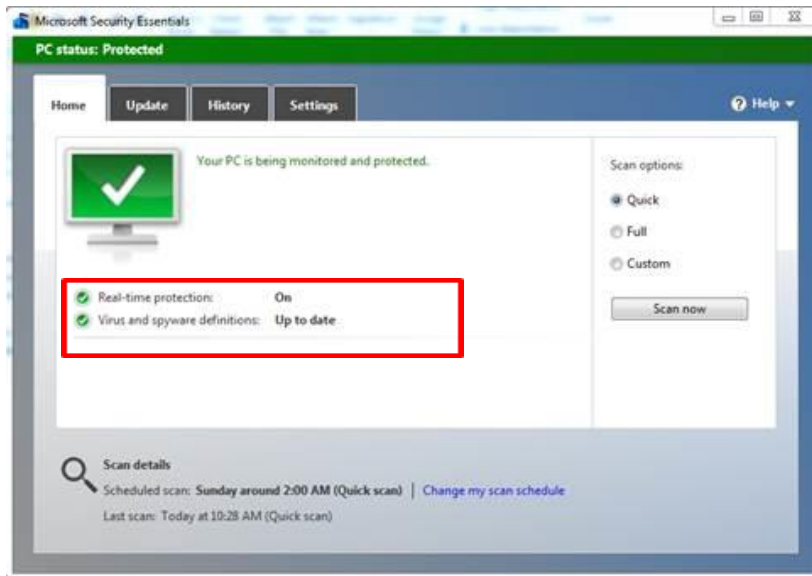 Microsoft Security Essentials
PC status: Protected
Home Update History Settings Help
Your PC is being monitored and protected.
Real-time protection: On
Virus and spyware definitions: Up to date
Scan options:
Quick
Full
Custom
Scan now
Scan details
Scheduled scan: Sunday around 2:00 AM (Quick scan) | Change my scan schedule
Last scan: Today at 10:28 AM (Quick scan)